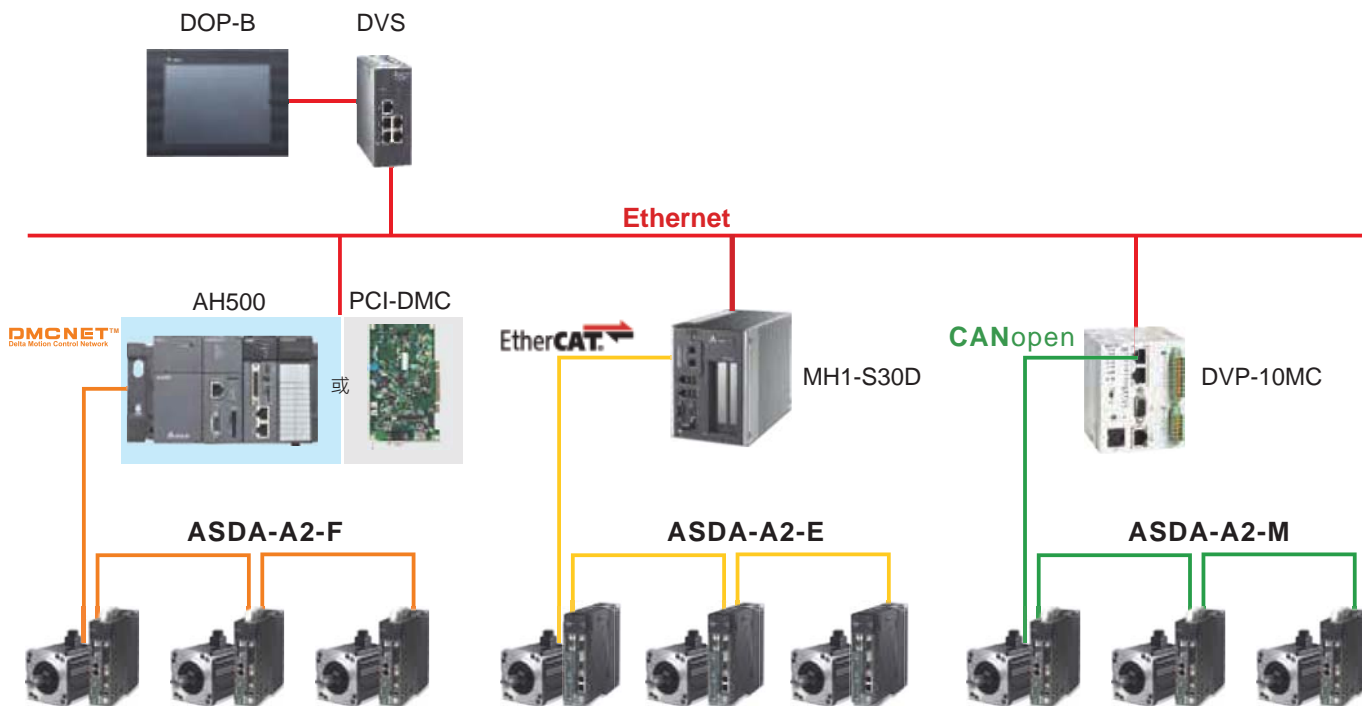 DOP-B
DVS
Ethernet
AH500
PCI-DMC
DMCNET™
Delta Motion Control Network
或
EtherCAT®
MH1-S30D
CANopen
DVP-10MC
ASDA-A2-F
ASDA-A2-E
ASDA-A2-M